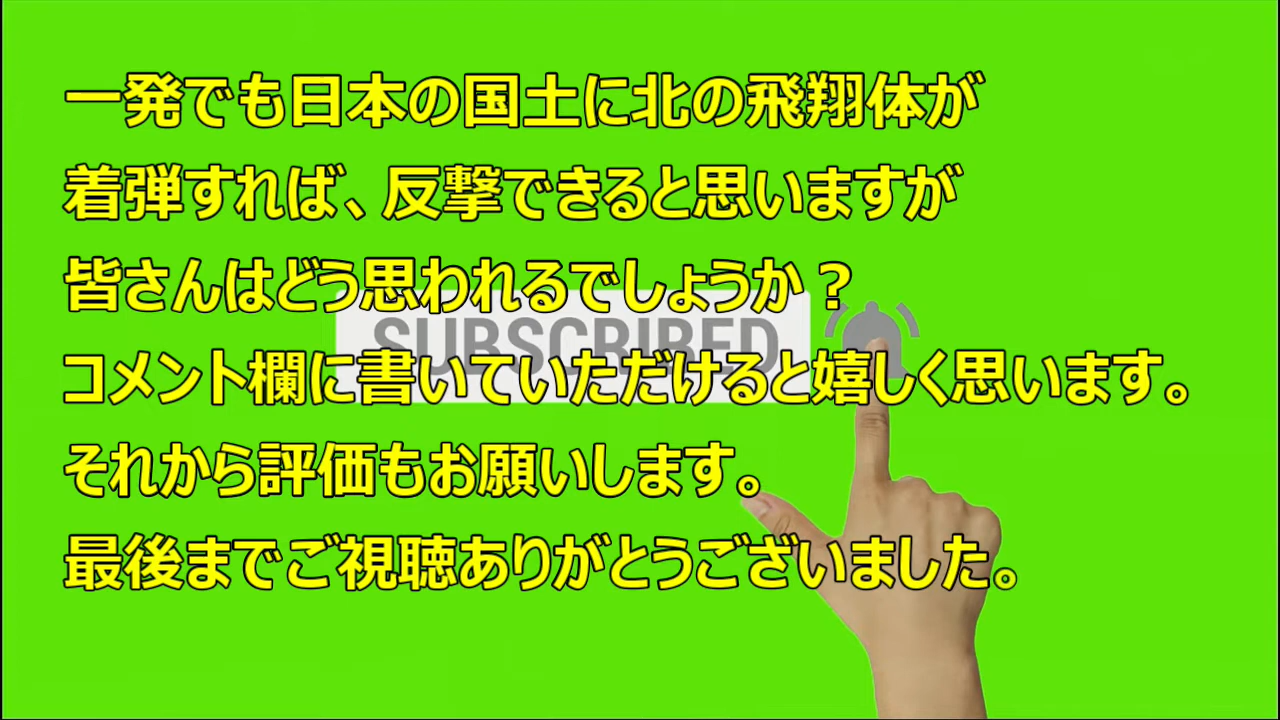 一発でも日本の国土に北の飛翔体が
着弾すれば、反撃できると思いますが
皆さんはどう思われるでしょうか？
SUBSCRIBED
コメント欄に書いていただけると嬉しく思います。
それから評価もお願いします。
最後までご視聴ありがとうございました。